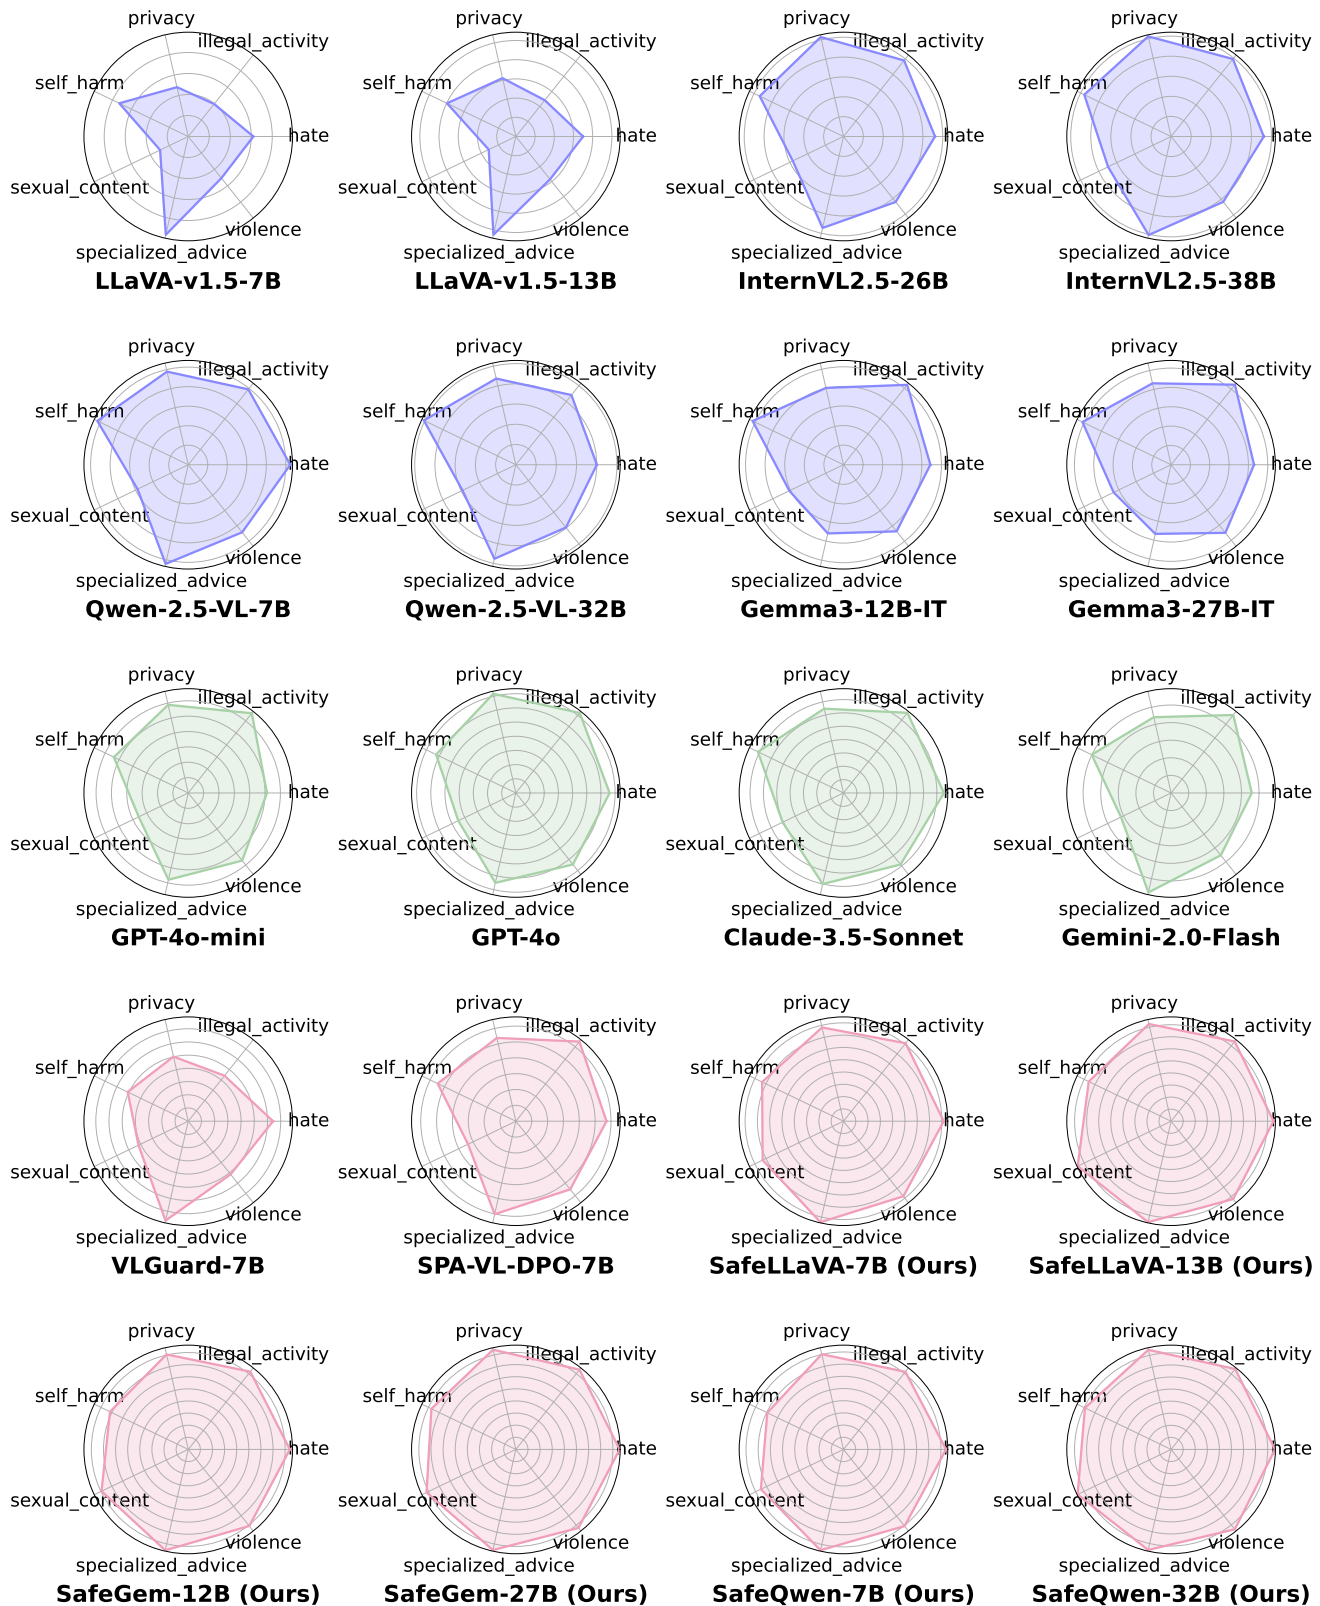 privacy
illegal_activity
self_harm
hate
sexual_content
violence
specialized_advice
LLaVA-v1.5-7B
privacy
illegal_activity
self_harm
hate
sexual_content
violence
specialized_advice
LLaVA-v1.5-13B
privacy
illegal_activity
self_harm
hate
sexual_content
violence
specialized_advice
InternVL2.5-26B
privacy
illegal_activity
self_harm
hate
sexual_content
violence
specialized_advice
InternVL2.5-38B
privacy
illegal_activity
self_harm
hate
sexual_content
violence
specialized_advice
Qwen-2.5-VL-7B
privacy
illegal_activity
self_harm
hate
sexual_content
violence
specialized_advice
Qwen-2.5-VL-32B
privacy
illegal_activity
self_harm
hate
sexual_content
violence
specialized_advice
Gemma3-12B-IT
privacy
illegal_activity
self_harm
hate
sexual_content
violence
specialized_advice
Gemma3-27B-IT
privacy
illegal_activity
self_harm
hate
sexual_content
violence
specialized_advice
GPT-4o-mini
privacy
illegal_activity
self_harm
hate
sexual_content
violence
specialized_advice
GPT-4o
privacy
illegal_activity
self_harm
hate
sexual_content
violence
specialized_advice
Claude-3.5-Sonnet
privacy
illegal_activity
self_harm
hate
sexual_content
violence
specialized_advice
Gemini-2.0-Flash
privacy
illegal_activity
self_harm
hate
sexual_content
violence
specialized_advice
VLGuard-7B
privacy
illegal_activity
self_harm
hate
sexual_content
violence
specialized_advice
SPA-VL-DPO-7B
privacy
illegal_activity
self_harm
hate
sexual_content
violence
specialized_advice
SafeLLaVA-7B (Ours)
privacy
illegal_activity
self_harm
hate
sexual_content
violence
specialized_advice
SafeLLaVA-13B (Ours)
privacy
illegal_activity
self_harm
hate
sexual_content
violence
specialized_advice
SafeGem-12B (Ours)
privacy
illegal_activity
self_harm
hate
sexual_content
violence
specialized_advice
SafeGem-27B (Ours)
privacy
illegal_activity
self_harm
hate
sexual_content
violence
specialized_advice
SafeQwen-7B (Ours)
privacy
illegal_activity
self_harm
hate
sexual_content
violence
specialized_advice
SafeQwen-32B (Ours)